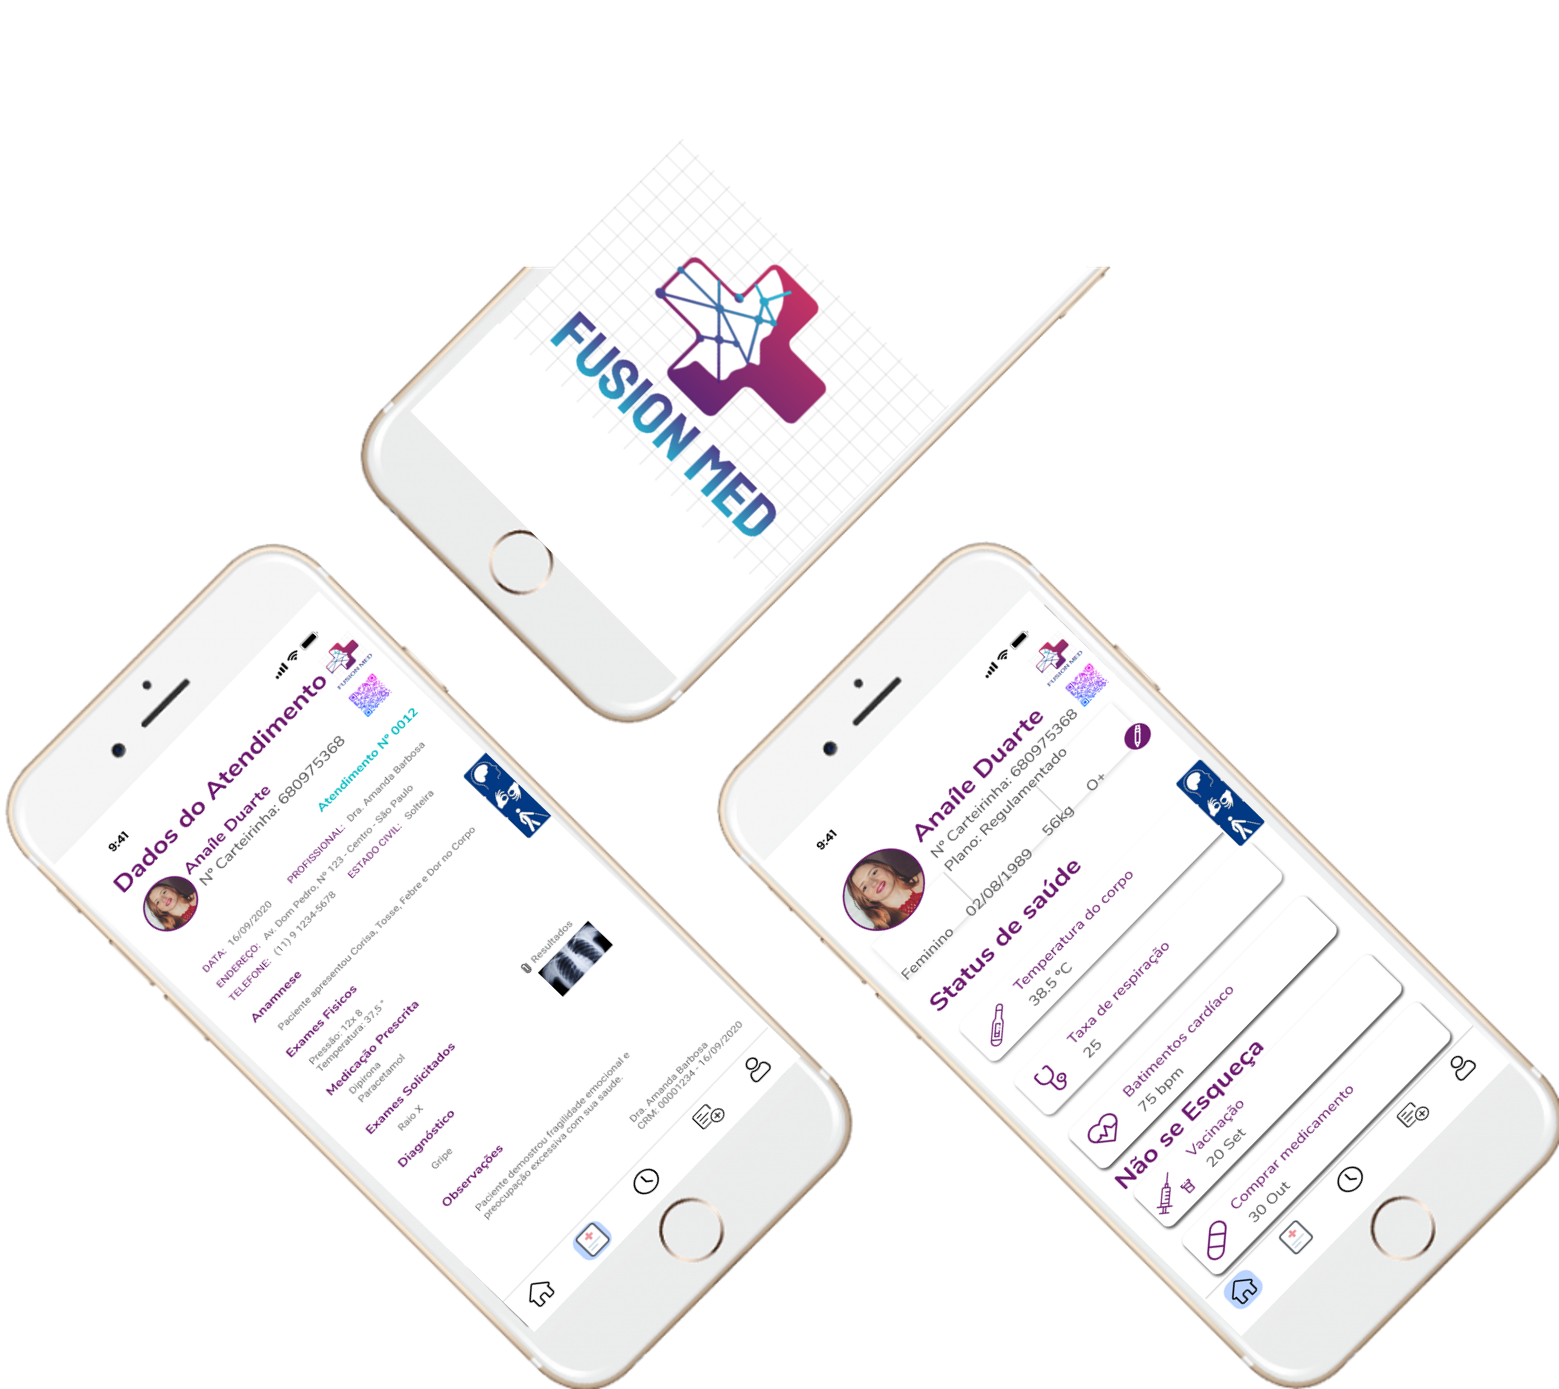 FUSION MED
9:41
FUSION MED
Dados do Atendimento
Anaíle Duarte
Nº Carteirinha: 680975368
Atendimento Nº 0012
DATA: 16/09/2020
PROFISSIONAL: Dra. Amanda Barbosa
ENDEREÇO: Av. Dom Pedro, Nº 123 - Centro - São Paulo
TELEFONE: (11) 9 1234-5678
ESTADO CIVIL: Solteira
Anamnese
Paciente apresentou Corisa, Tosse, Febre e Dor no Corpo
Exames Fisicos
Pressão: 12x 8
Temperatura: 37,5 °
Medicação Prescrita
Dipirona
Paracetamol
Exames Solicitados
Raio X
Resultados
Diagnóstico
Gripe
Observações
Paciente demostrou fragilidade emocional e
preocupação excessiva com sua saude.
Dra. Amanda Barbosa
CRM: 00001234 - 16/09/2020
9:41
FUSION MED
Anaíle Duarte
Nº Carteirinha: 680975368
Plano: Regulamentado
Feminino
02/08/1989
56kg
O+
Status de saúde
Temperatura do corpo
38.5 °C
Taxa de respiração
25
Batimentos cardíaco
75 bpm
Não se Esqueça
Vacinação
20 Set
Comprar medicamento
30 Out